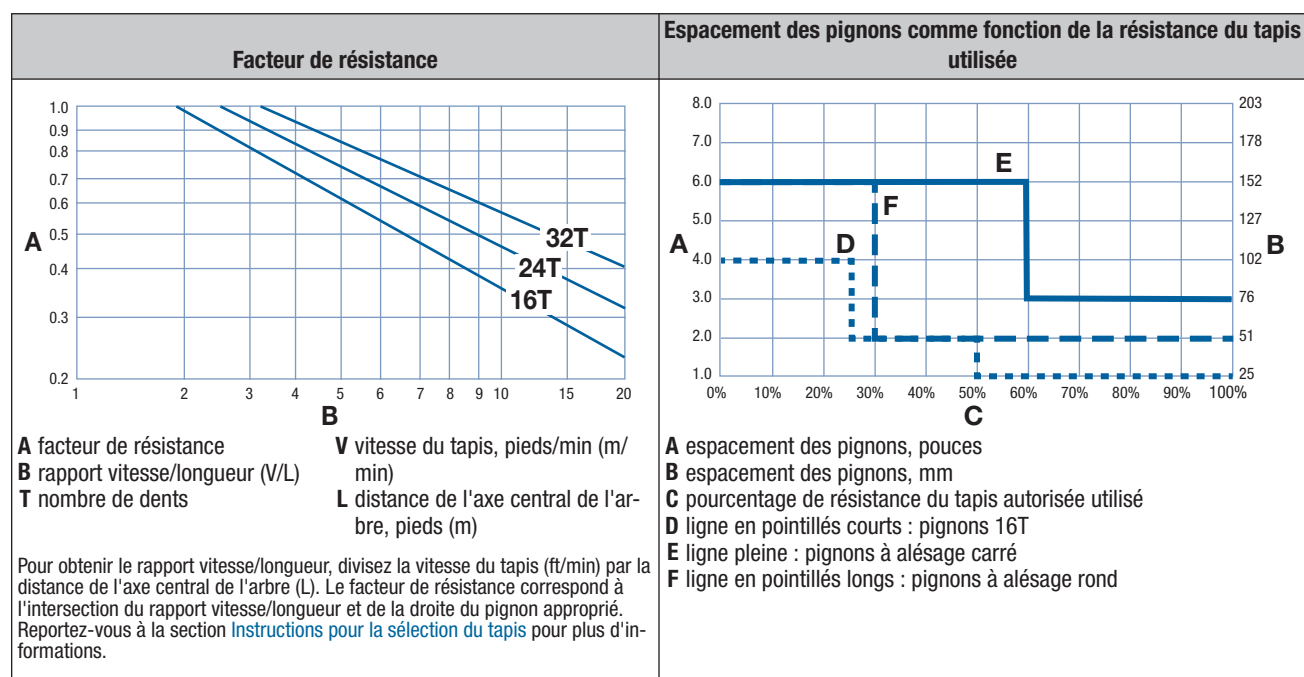 Facteur de résistance
Espacement des pignons comme fonction de la résistance du tapis
utilisée
1.0
0.9
0.8
0.7
0.6
0.5
0.4
0.3
0.2
A
32T
24T
16T
1 2 3 4 5 6 7 8 9 10 15 20
B
A facteur de résistance
B rapport vitesse/longueur (V/L)
T nombre de dents
V vitesse du tapis, pieds/min (m/
min)
L distance de l'axe central de l'ar-
bre, pieds (m)
Pour obtenir le rapport vitesse/longueur, divisez la vitesse du tapis (ft/min) par la
distance de l'axe central de l'arbre (L). Le facteur de résistance correspond à
l'intersection du rapport vitesse/longueur et de la droite du pignon approprié.
Reportez-vous à la section Instructions pour la sélection du tapis pour plus d'in-
formations.
8.0
7.0
6.0
5.0
4.0
3.0
2.0
1.0
A
E
F
D
203
178
152
127
102
76
51
25
B
0% 10% 20% 30% 40% 50% 60% 70% 80% 90% 100%
C
A espacement des pignons, pouces
B espacement des pignons, mm
C pourcentage de résistance du tapis autorisée utilisé
D ligne en pointillés courts : pignons 16T
E ligne pleine : pignons à alésage carré
F ligne en pointillés longs : pignons à alésage rond